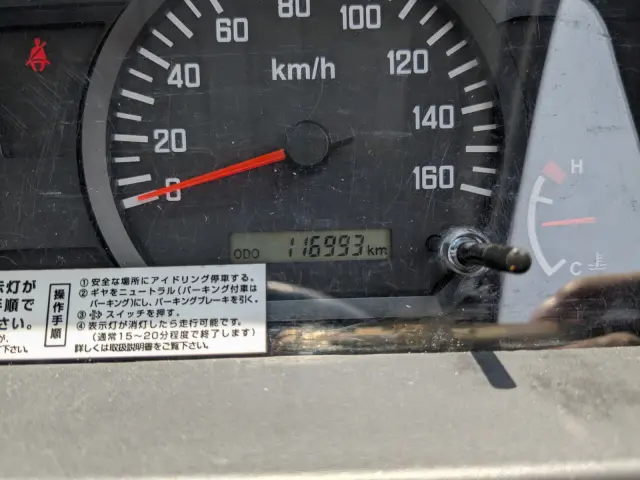 60
80
100
40
km/h
120
20
140
0
160
ODO 116993 km
H
C
示灯が
手順で
さい。
が、
下さい。
操作手順
① 安全な場所にアイドリング停車する。
② ギヤをニュートラル(パーキング付車は
パーキング)にし、パーキングブレーキを引く。
③ スイッチを押す。
④ 表示灯が消灯したら走行可能です。
(通常15～20分程度で終了します)
詳しくは取扱説明書をご覧下さい。